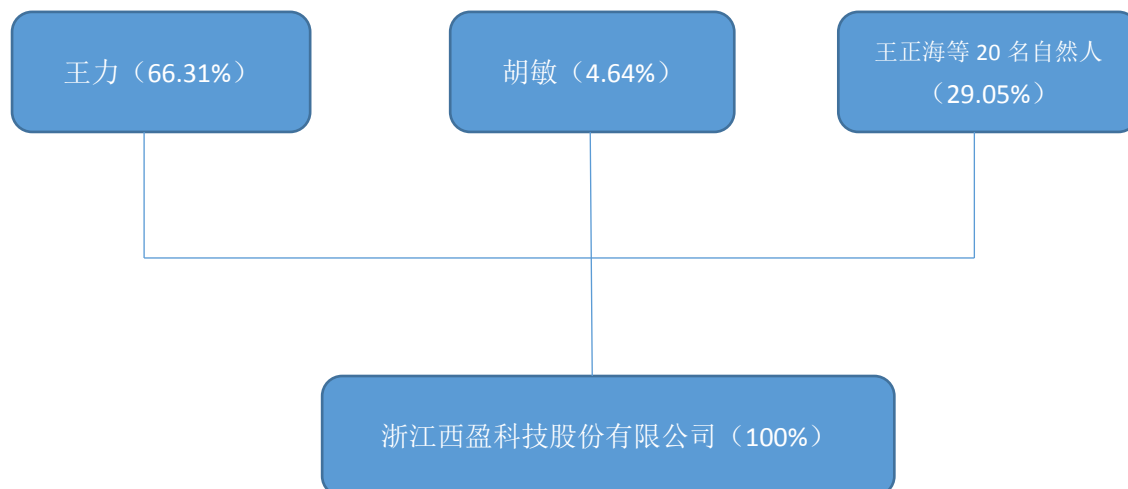 王力（66.31%）
胡敏（4.64%）
王正海等 20 名自然人
（29.05%）
浙江西盈科技股份有限公司（100%）